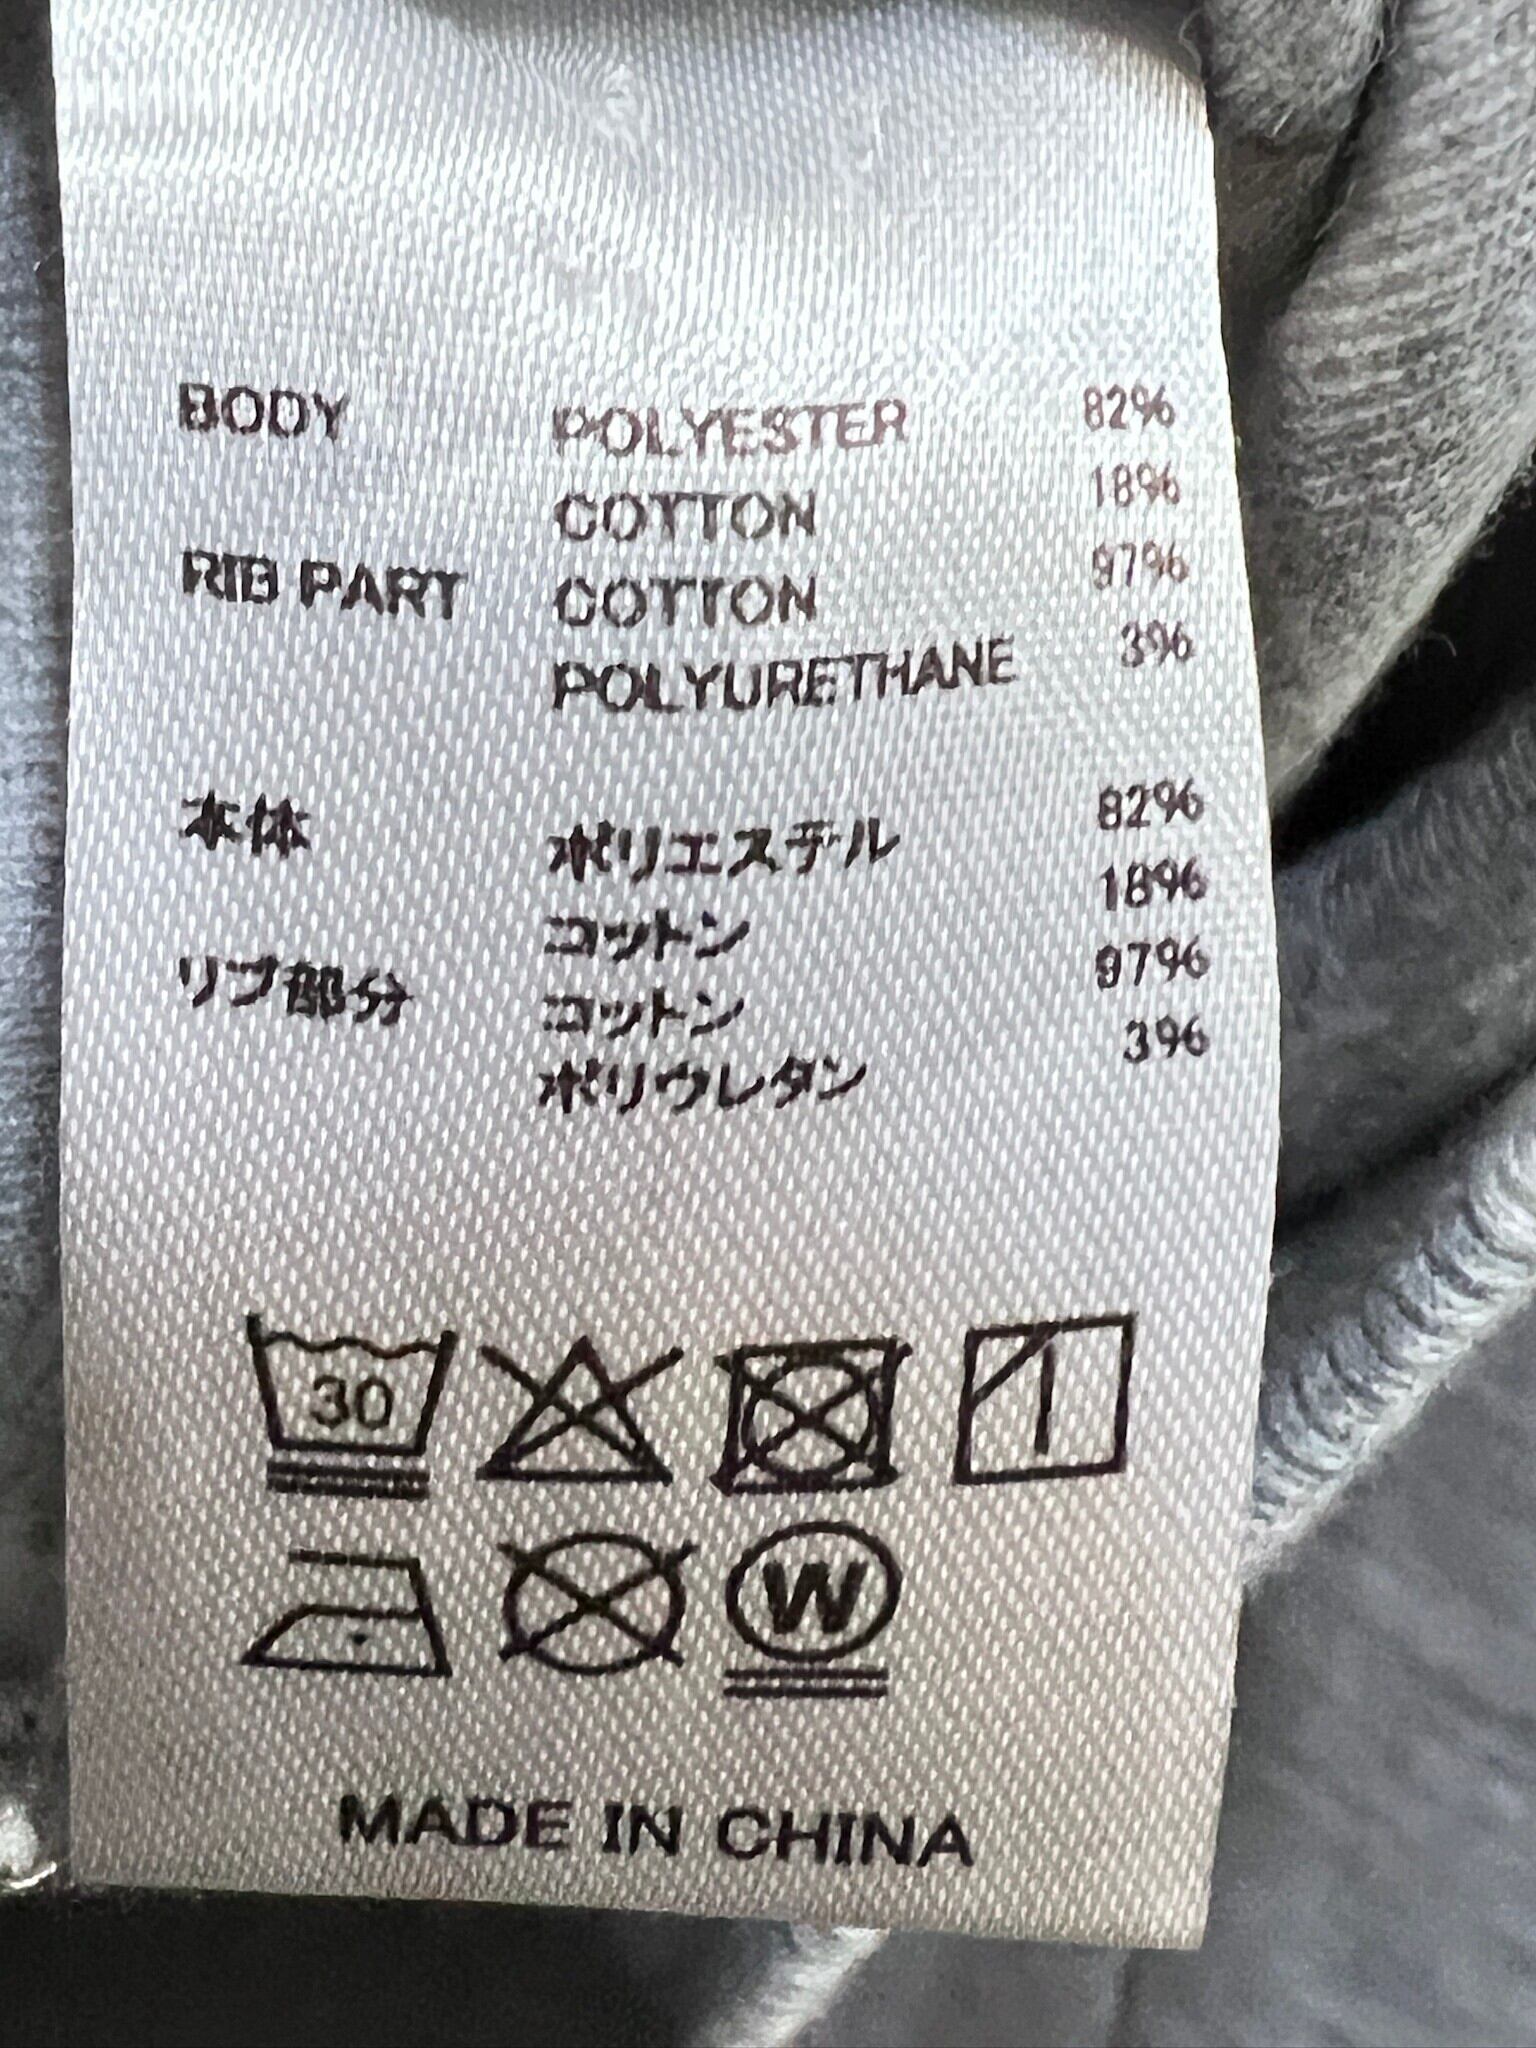 BODY POLYESTER 82%
COTTON 18%
RIB PART COTTON 97%
POLYURETHANE 3%
本体 ポリエステル 82%
コットン 18%
リブ部分 コットン 97%
ポリウレタン 3%
30
W
MADE IN CHINA